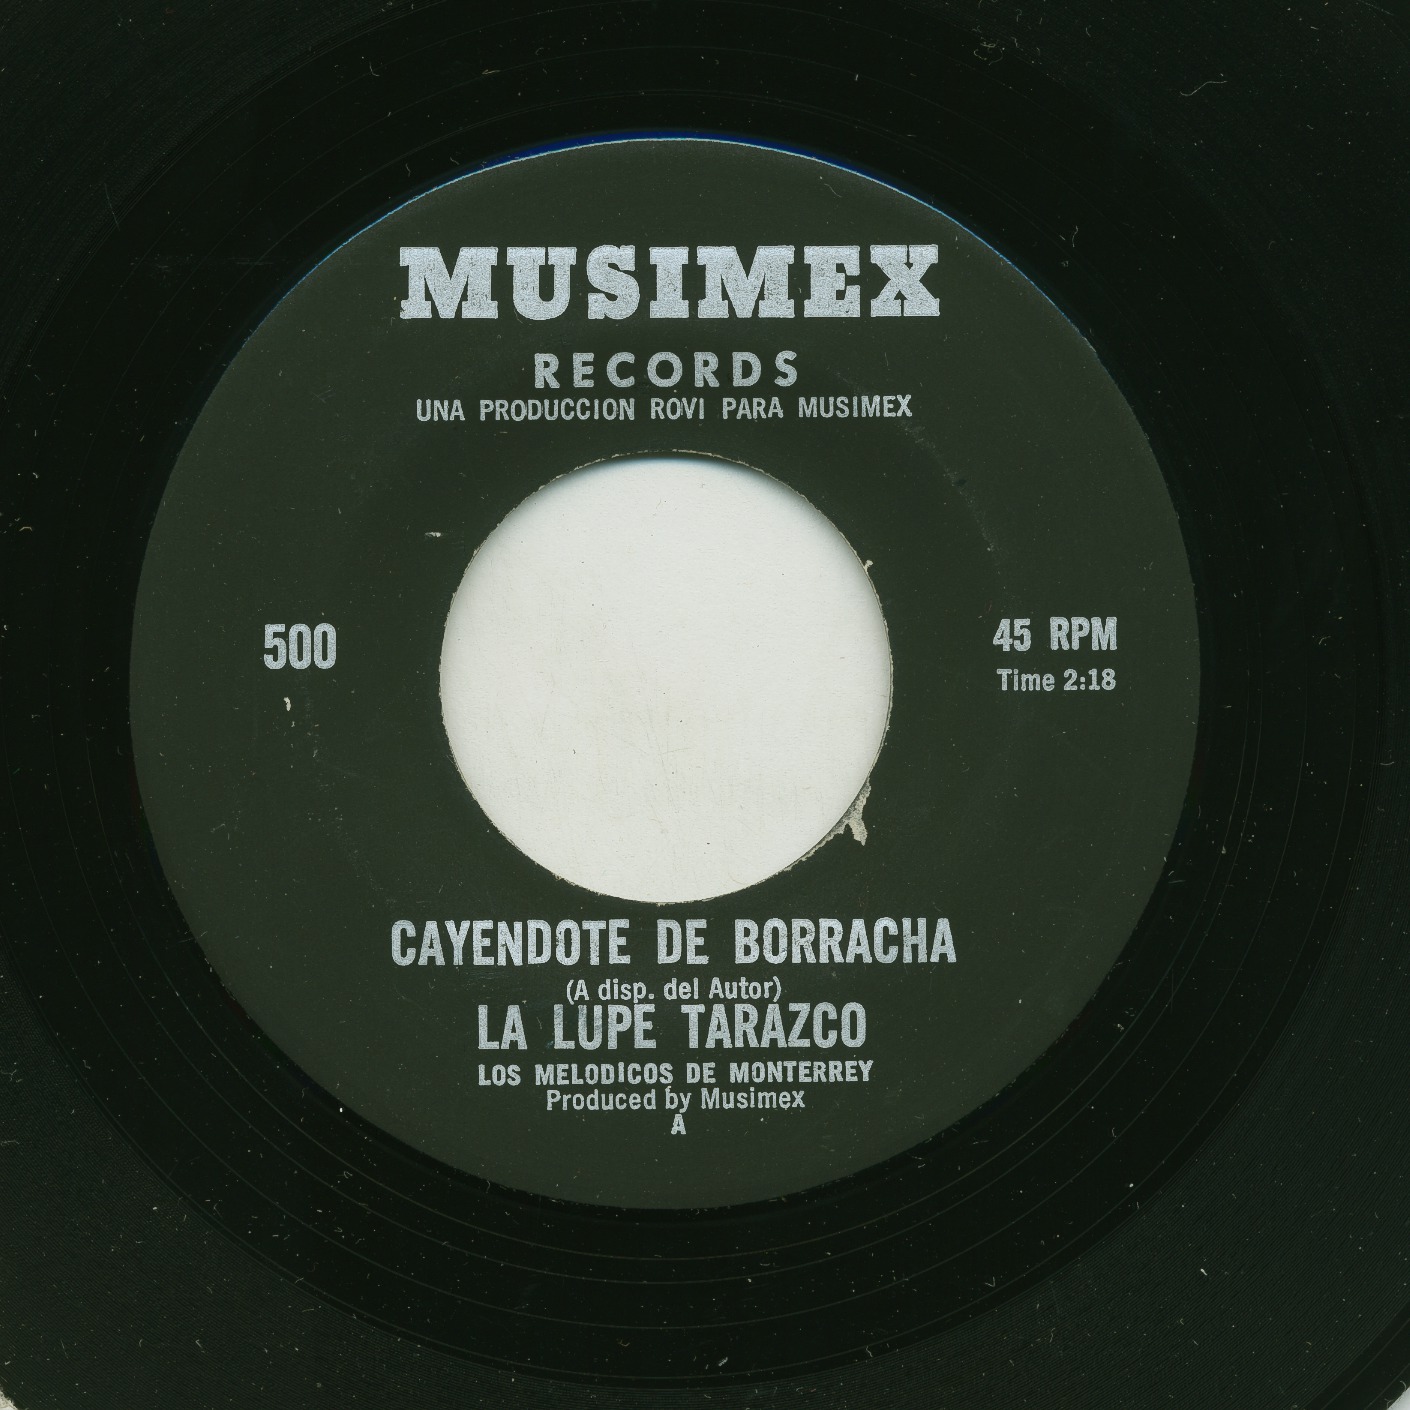 MUSIMEX
RECORDS
UNA PRODUCCION ROVI PARA MUSIMEX
500
45 RPM
Time 2:18
CAYENDOTE DE BORRACHA
(A disp. del Autor)
LA LUPE TARAZCO
LOS MELODICOS DE MONTERREY
Produced by Musimex
A